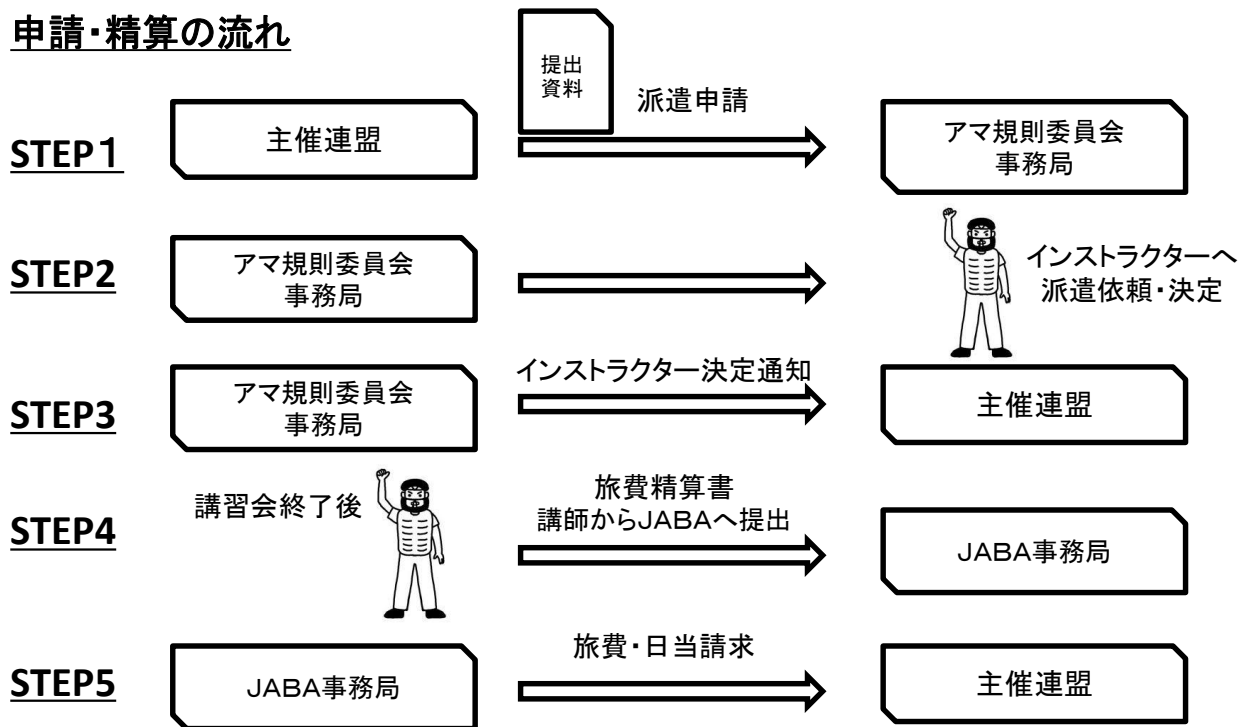 申請・精算の流れ
提出
資料
派遣申請
STEP1
主催連盟
アマ規則委員会
事務局
STEP2
アマ規則委員会
事務局
インストラクターへ
派遣依頼・決定
STEP3
アマ規則委員会
事務局
インストラクター決定通知
主催連盟
STEP4
講習会終了後
旅費精算書
講師からJABAへ提出
JABA事務局
STEP5
JABA事務局
旅費・日当請求
主催連盟